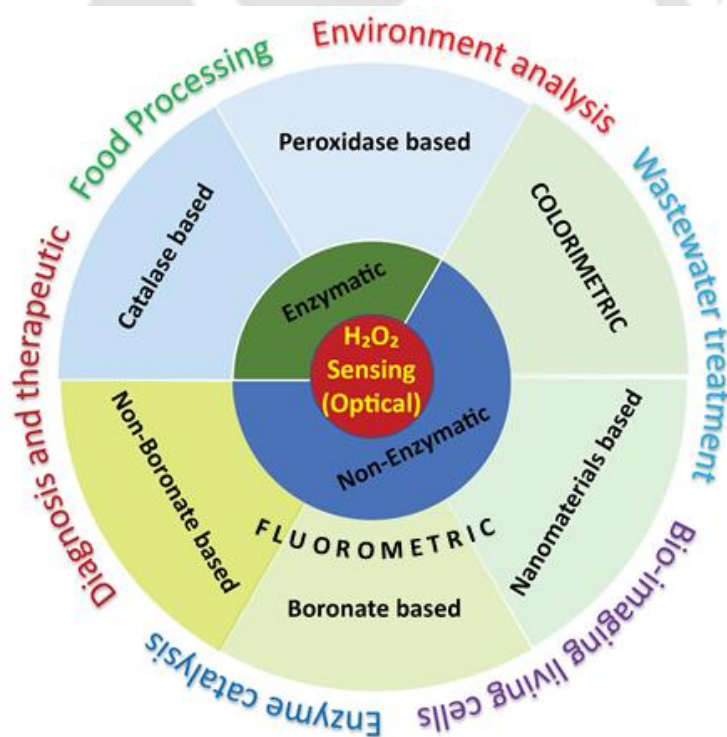 Food Processing
Environment analysis
Wastewater treatment
Bio-imaging living cells
Enzyme catalysis
Diagnosis and therapeutic
Peroxidase based
COLORIMETRIC
Nanomaterials based
Boronate based
Non-Boronate based
Catalase based
FLUOROMETRIC
Enzymatic
Non-Enzymatic
H₂O₂
Sensing
(Optical)